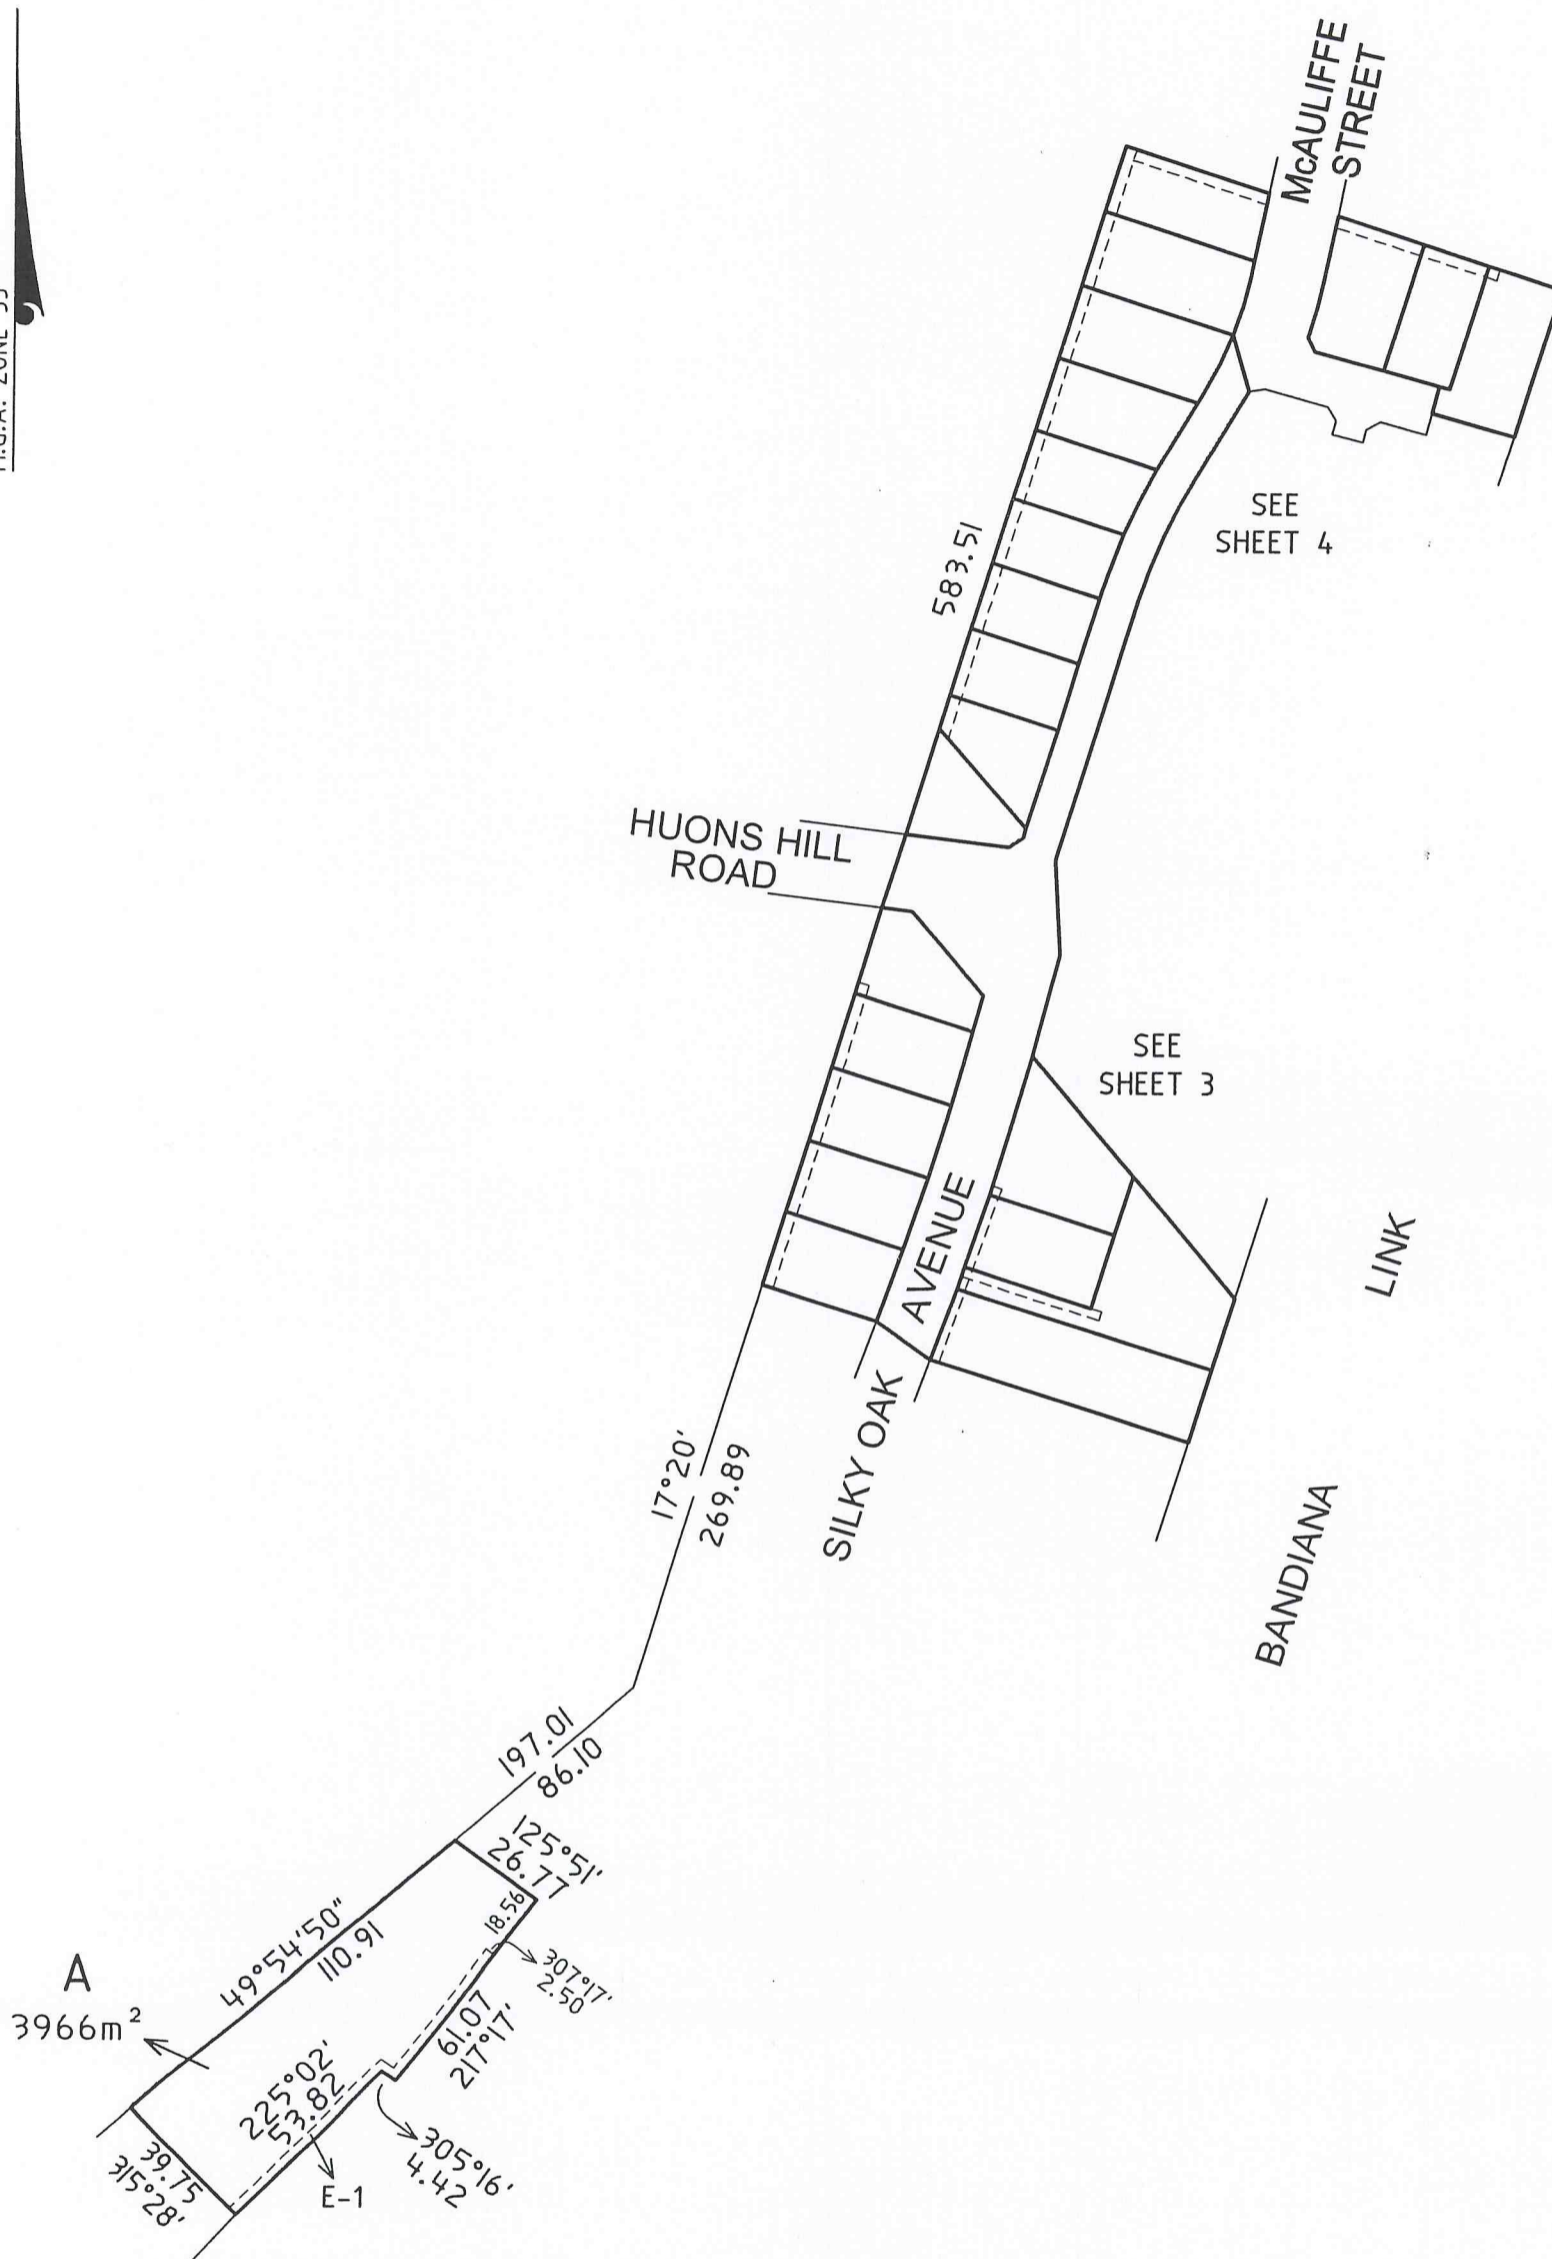 McAULIFFE
STREET
M.G.A. ZONE 55
SEE
SHEET 4
583.51
HUONS HILL
ROAD
SEE
SHEET 3
LINK
AVENUE
SILKY OAK
17°20'
269.89
BANDIANA
197.01
86.10
125°51'
26.77
18.56
49°54'50"
110.91
307°17'
2.50
A
3966m²
61.07
217°17'
225°02'
53.82
305°16'
4.42
39.75
315°28'
E-1